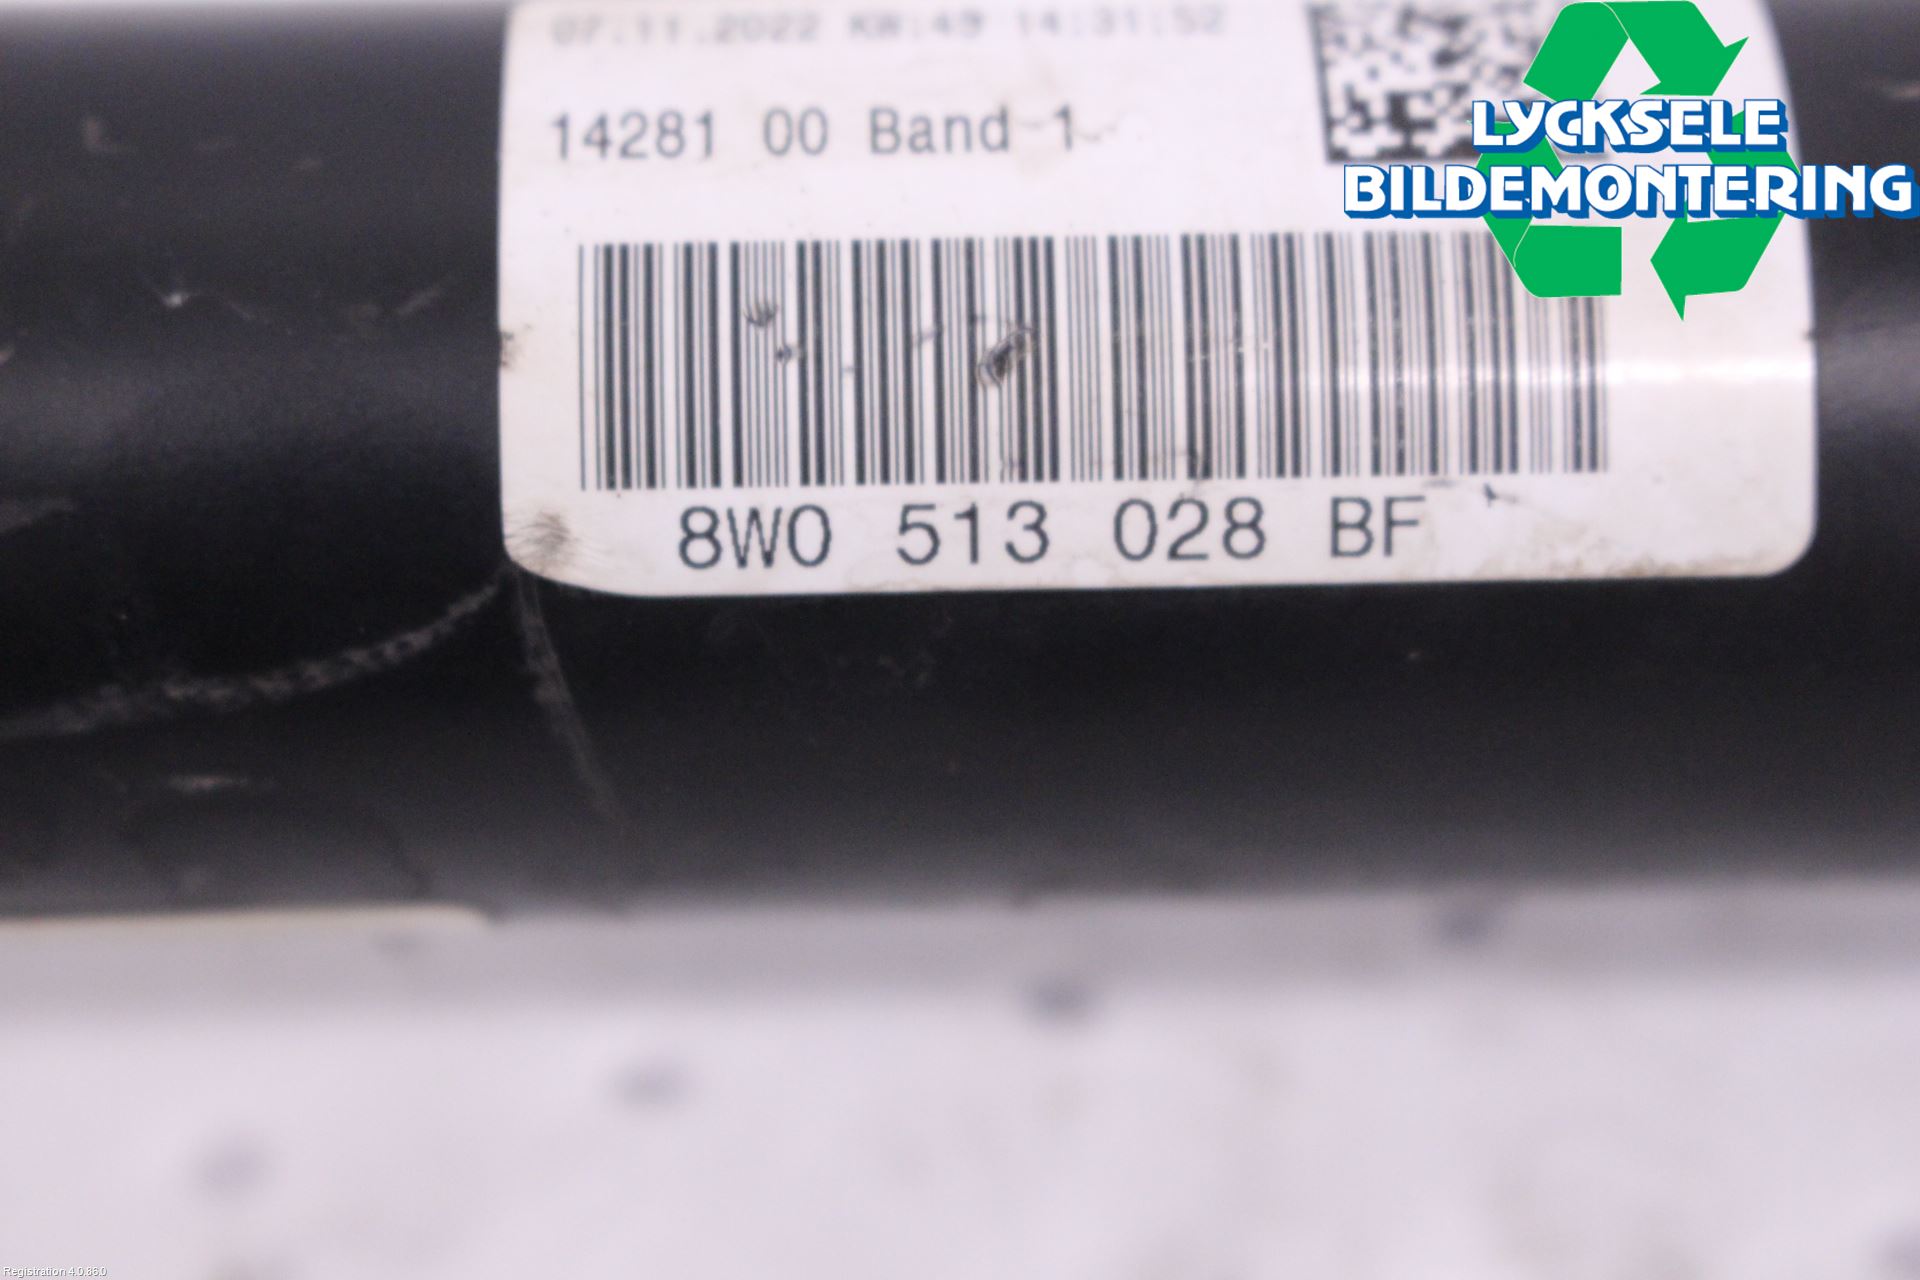 07.11.2022 KW:49 14:31:52
14281 00 Band 1
8W0 513 028 BF
LYCKSELE
BILDEMONTERING
Registration 4.0.86.0